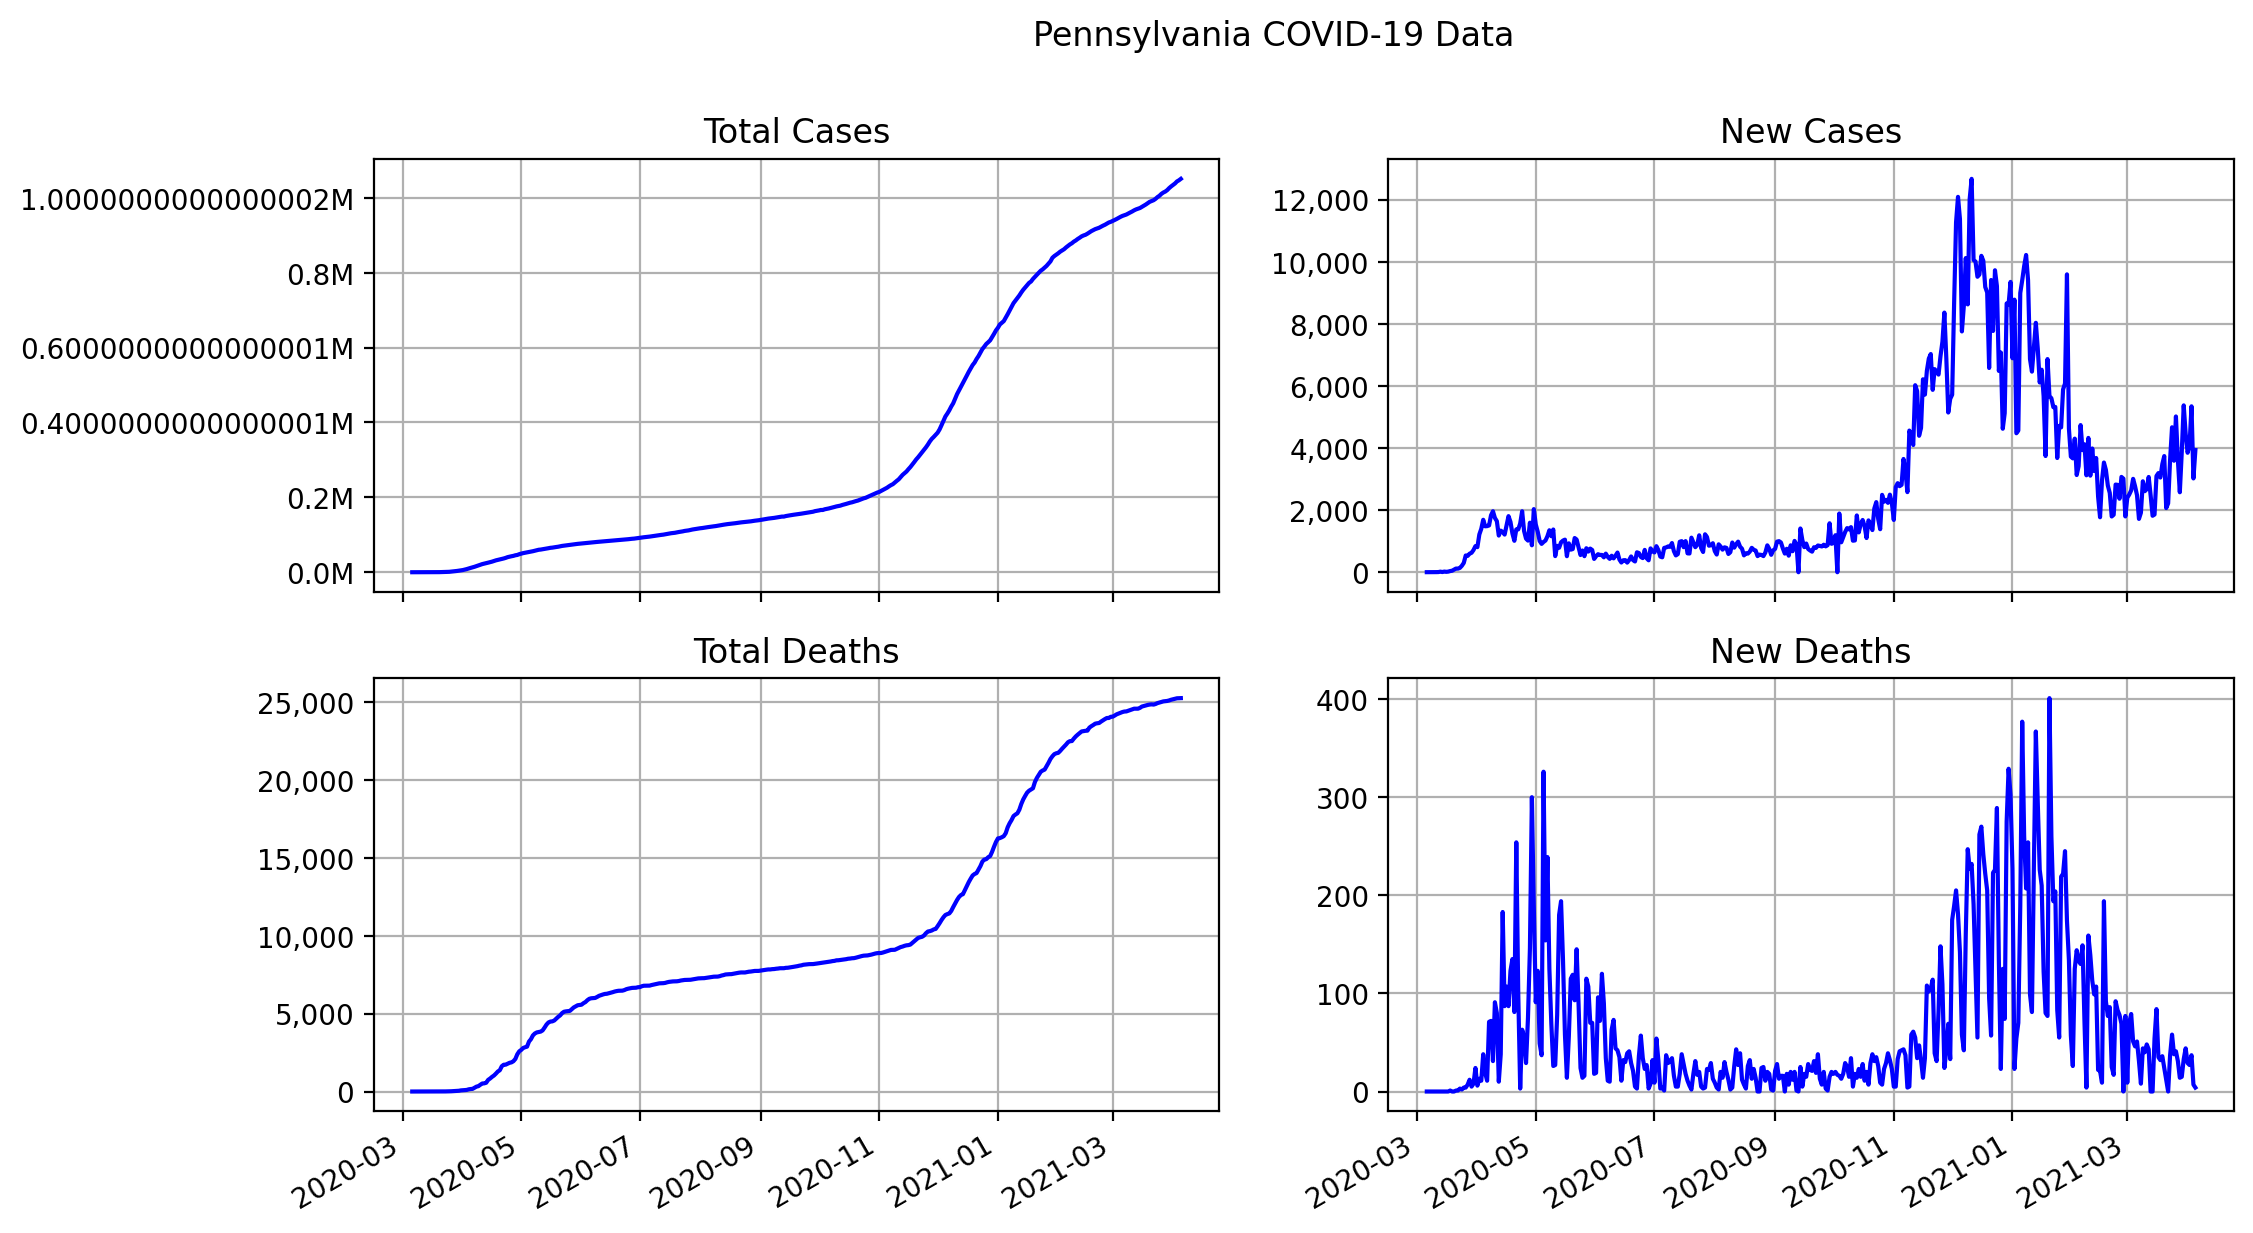 Pennsylvania COVID-19 Data
Total Cases
1.0000000000000002M
0.8M
0.6000000000000001M
0.4000000000000001M
0.2M
0.0M
New Cases
12,000
10,000
8,000
6,000
4,000
2,000
0
Total Deaths
25,000
20,000
15,000
10,000
5,000
0
2020-03 2020-05 2020-07 2020-09 2020-11 2021-01 2021-03
New Deaths
400
300
200
100
0
2020-03 2020-05 2020-07 2020-09 2020-11 2021-01 2021-03